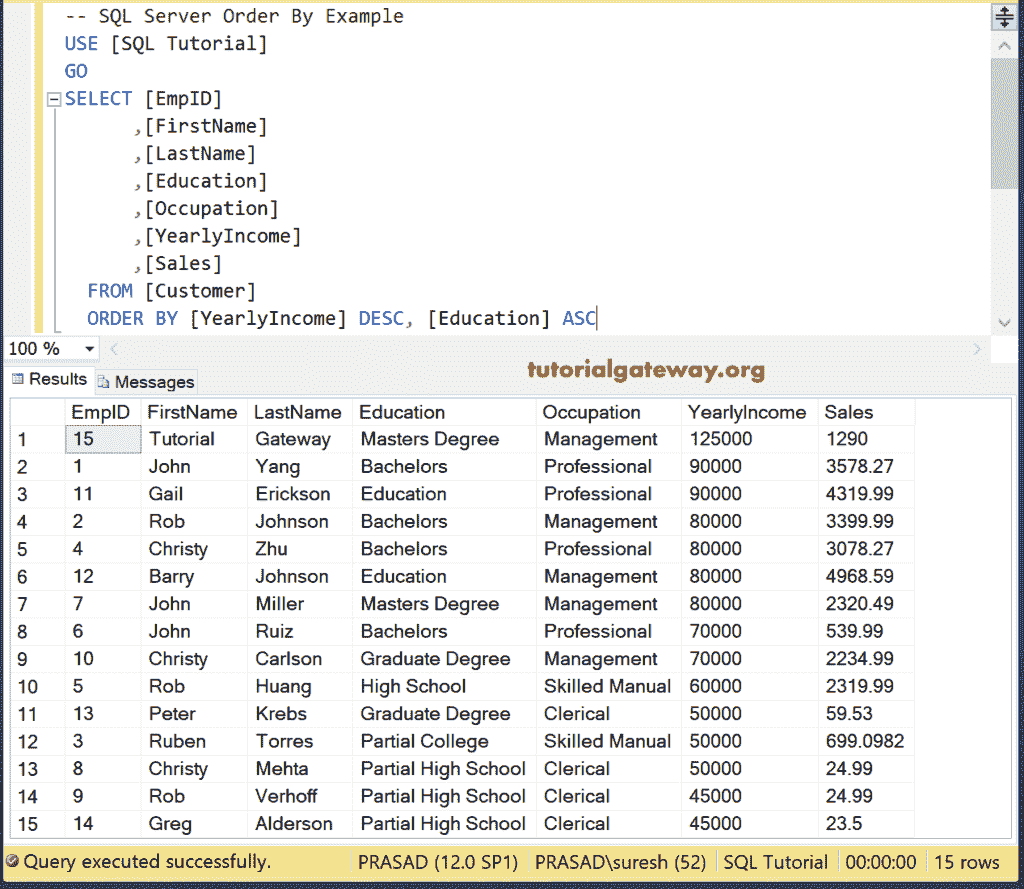 -- SQL Server Order By Example
USE [SQL Tutorial]
GO
SELECT [EmpID]
,[FirstName]
,[LastName]
,[Education]
,[Occupation]
,[YearlyIncome]
,[Sales]
FROM [Customer]
ORDER BY [YearlyIncome] DESC, [Education] ASC
100 %
tutorialgateway.org
Results Messages
EmpID FirstName LastName Education Occupation YearlyIncome Sales
1 15 Tutorial Gateway Masters Degree Management 125000 1290
2 1 John Yang Bachelors Professional 90000 3578.27
3 11 Gail Erickson Education Professional 90000 4319.99
4 2 Rob Johnson Bachelors Management 80000 3399.99
5 4 Christy Zhu Bachelors Professional 80000 3078.27
6 12 Barry Johnson Education Management 80000 4968.59
7 7 John Miller Masters Degree Management 80000 2320.49
8 6 John Ruiz Bachelors Professional 70000 539.99
9 10 Christy Carlson Graduate Degree Management 70000 2234.99
10 5 Rob Huang High School Skilled Manual 60000 2319.99
11 13 Peter Krebs Graduate Degree Clerical 50000 59.53
12 3 Ruben Torres Partial College Skilled Manual 50000 699.0982
13 8 Christy Mehta Partial High School Clerical 50000 24.99
14 9 Rob Verhoff Partial High School Clerical 45000 24.99
15 14 Greg Alderson Partial High School Clerical 45000 23.5
Query executed successfully. PRASAD (12.0 SP1) PRASAD\suresh (52) SQL Tutorial 00:00:00 15 rows